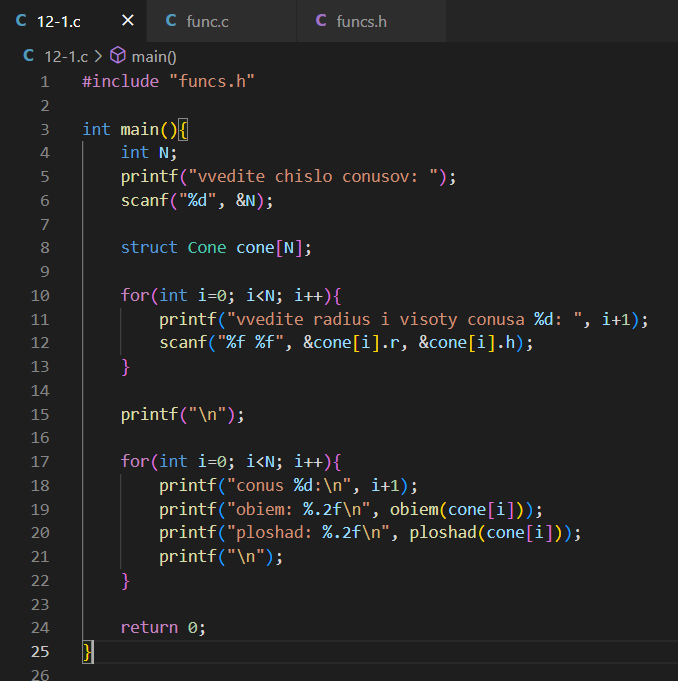 C 12-1.c × C func.c C funcs.h
C 12-1.c > main()
1 #include "funcs.h"
2
3 int main(){
4 int N;
5 printf("vvedite chislo conusov: ");
6 scanf("%d", &N);
7
8 struct Cone cone[N];
9
10 for(int i=0; i<N; i++){
11 printf("vvedite radius i visoty conusa %d: ", i+1);
12 scanf("%f %f", &cone[i].r, &cone[i].h);
13 }
14
15 printf("\n");
16
17 for(int i=0; i<N; i++){
18 printf("conus %d:\n", i+1);
19 printf("obiem: %.2f\n", obiem(cone[i]));
20 printf("ploshad: %.2f\n", ploshad(cone[i]));
21 printf("\n");
22 }
23
24 return 0;
25 }
26